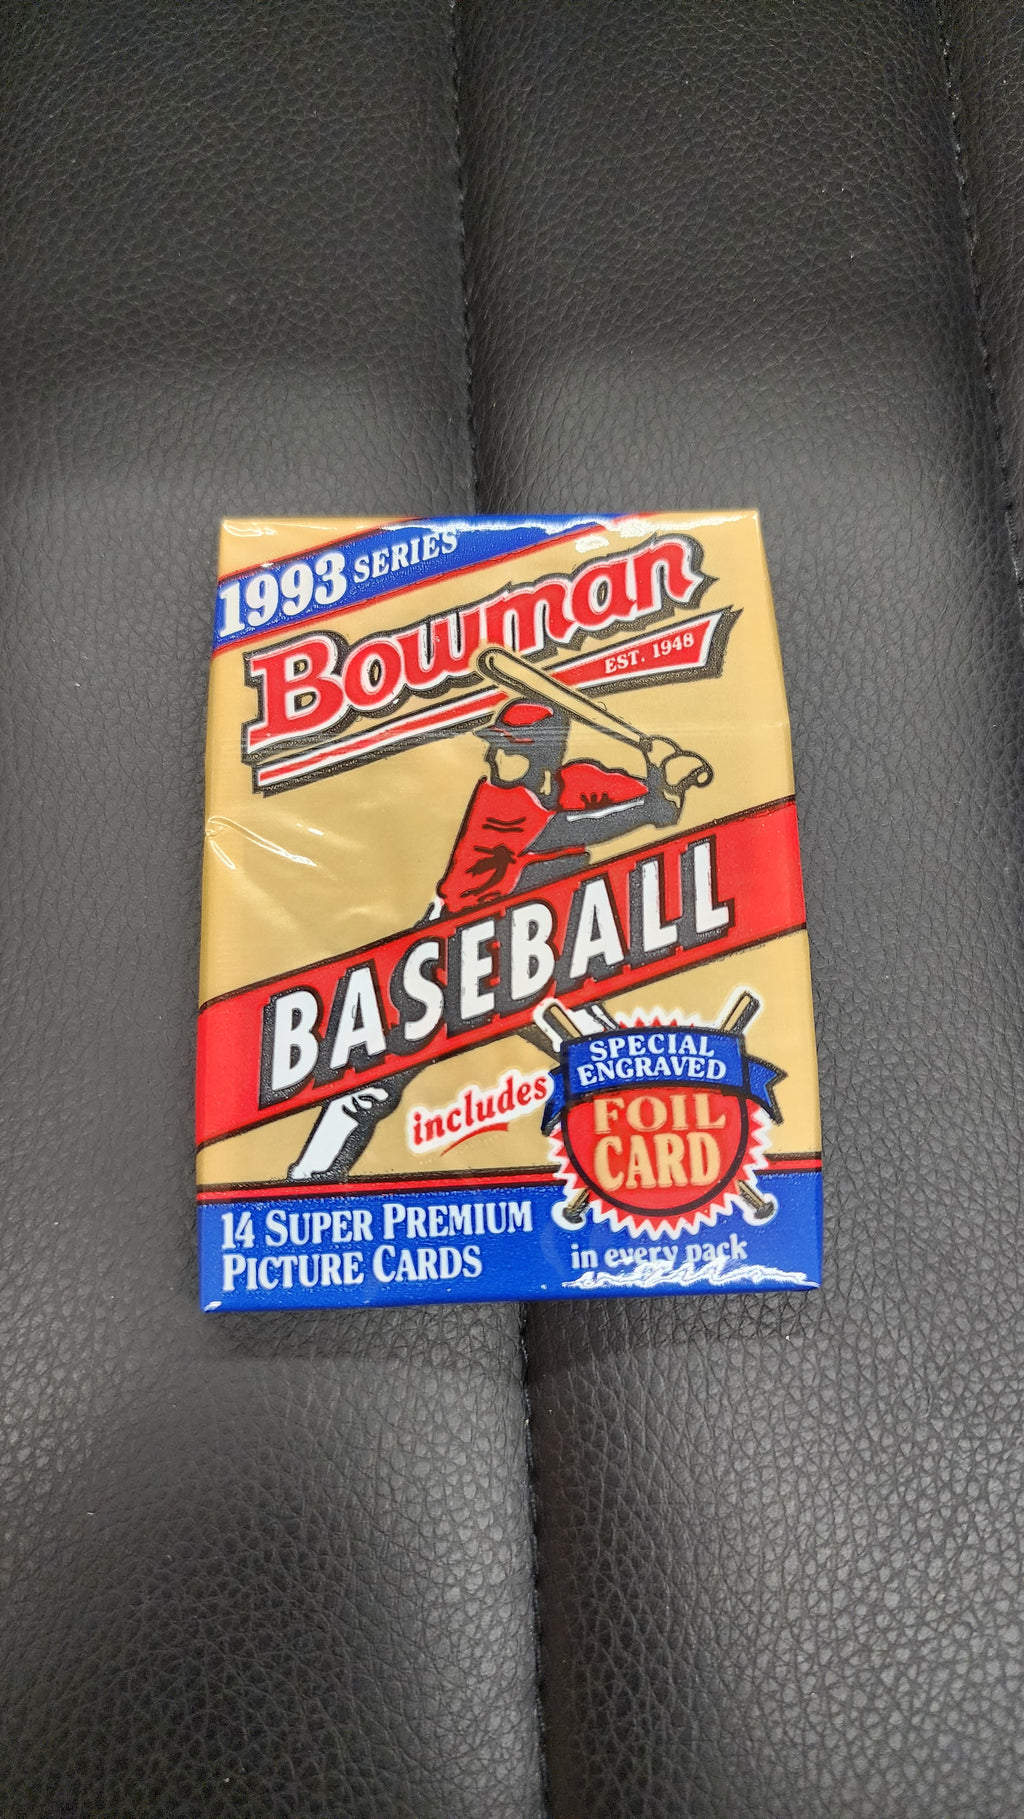 1993 SERIES
Bowman
EST. 1948
BASEBALL
includes
SPECIAL
ENGRAVED
FOIL
CARD
in every pack
14 SUPER PREMIUM
PICTURE CARDS